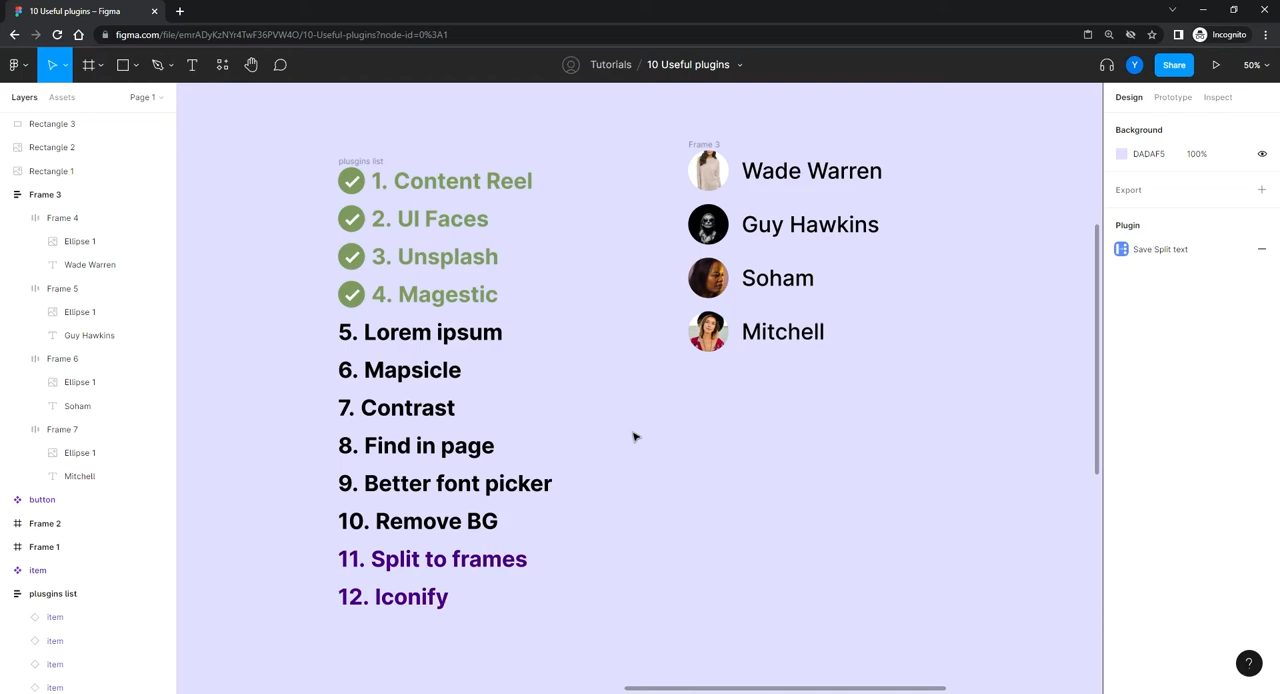 10 Useful plugins – Figma
figma.com/file/emrADyKzNYr4TwF36PVW4O/10-Useful-plugins?node-id=0%3A1
Incognito
Tutorials / 10 Useful plugins
Y
Share
50%
Layers
Assets
Page 1
Rectangle 3
Rectangle 2
Rectangle 1
Frame 3
Frame 4
Ellipse 1
Wade Warren
Frame 5
Ellipse 1
Guy Hawkins
Frame 6
Ellipse 1
Soham
Frame 7
Ellipse 1
Mitchell
button
Frame 2
Frame 1
item
plusgins list
item
item
item
item
plusgins list
1. Content Reel
2. UI Faces
3. Unsplash
4. Magestic
5. Lorem ipsum
6. Mapsicle
7. Contrast
8. Find in page
9. Better font picker
10. Remove BG
11. Split to frames
12. Iconify
Frame 3
Wade Warren
Guy Hawkins
Soham
Mitchell
Design
Prototype
Inspect
Background
DADAF5
100%
Export
Plugin
Save Split text
?